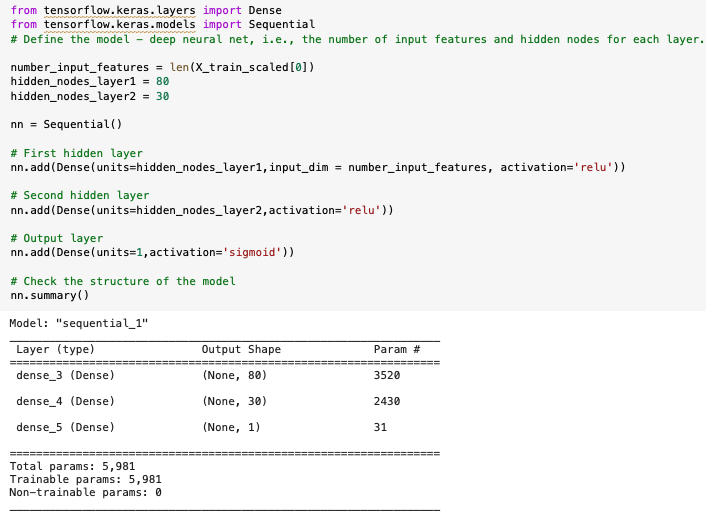 from tensorflow.keras.layers import Dense
from tensorflow.keras.models import Sequential
# Define the model - deep neural net, i.e., the number of input features and hidden nodes for each layer.
number_input_features = len(X_train_scaled[0])
hidden_nodes_layer1 = 80
hidden_nodes_layer2 = 30
nn = Sequential()
# First hidden layer
nn.add(Dense(units=hidden_nodes_layer1,input_dim = number_input_features, activation='relu'))
# Second hidden layer
nn.add(Dense(units=hidden_nodes_layer2,activation='relu'))
# Output layer
nn.add(Dense(units=1,activation='sigmoid'))
# Check the structure of the model
nn.summary()
Model: "sequential_1"
Layer (type) Output Shape Param #
dense_3 (Dense) (None, 80) 3520
dense_4 (Dense) (None, 30) 2430
dense_5 (Dense) (None, 1) 31
Total params: 5,981
Trainable params: 5,981
Non-trainable params: 0